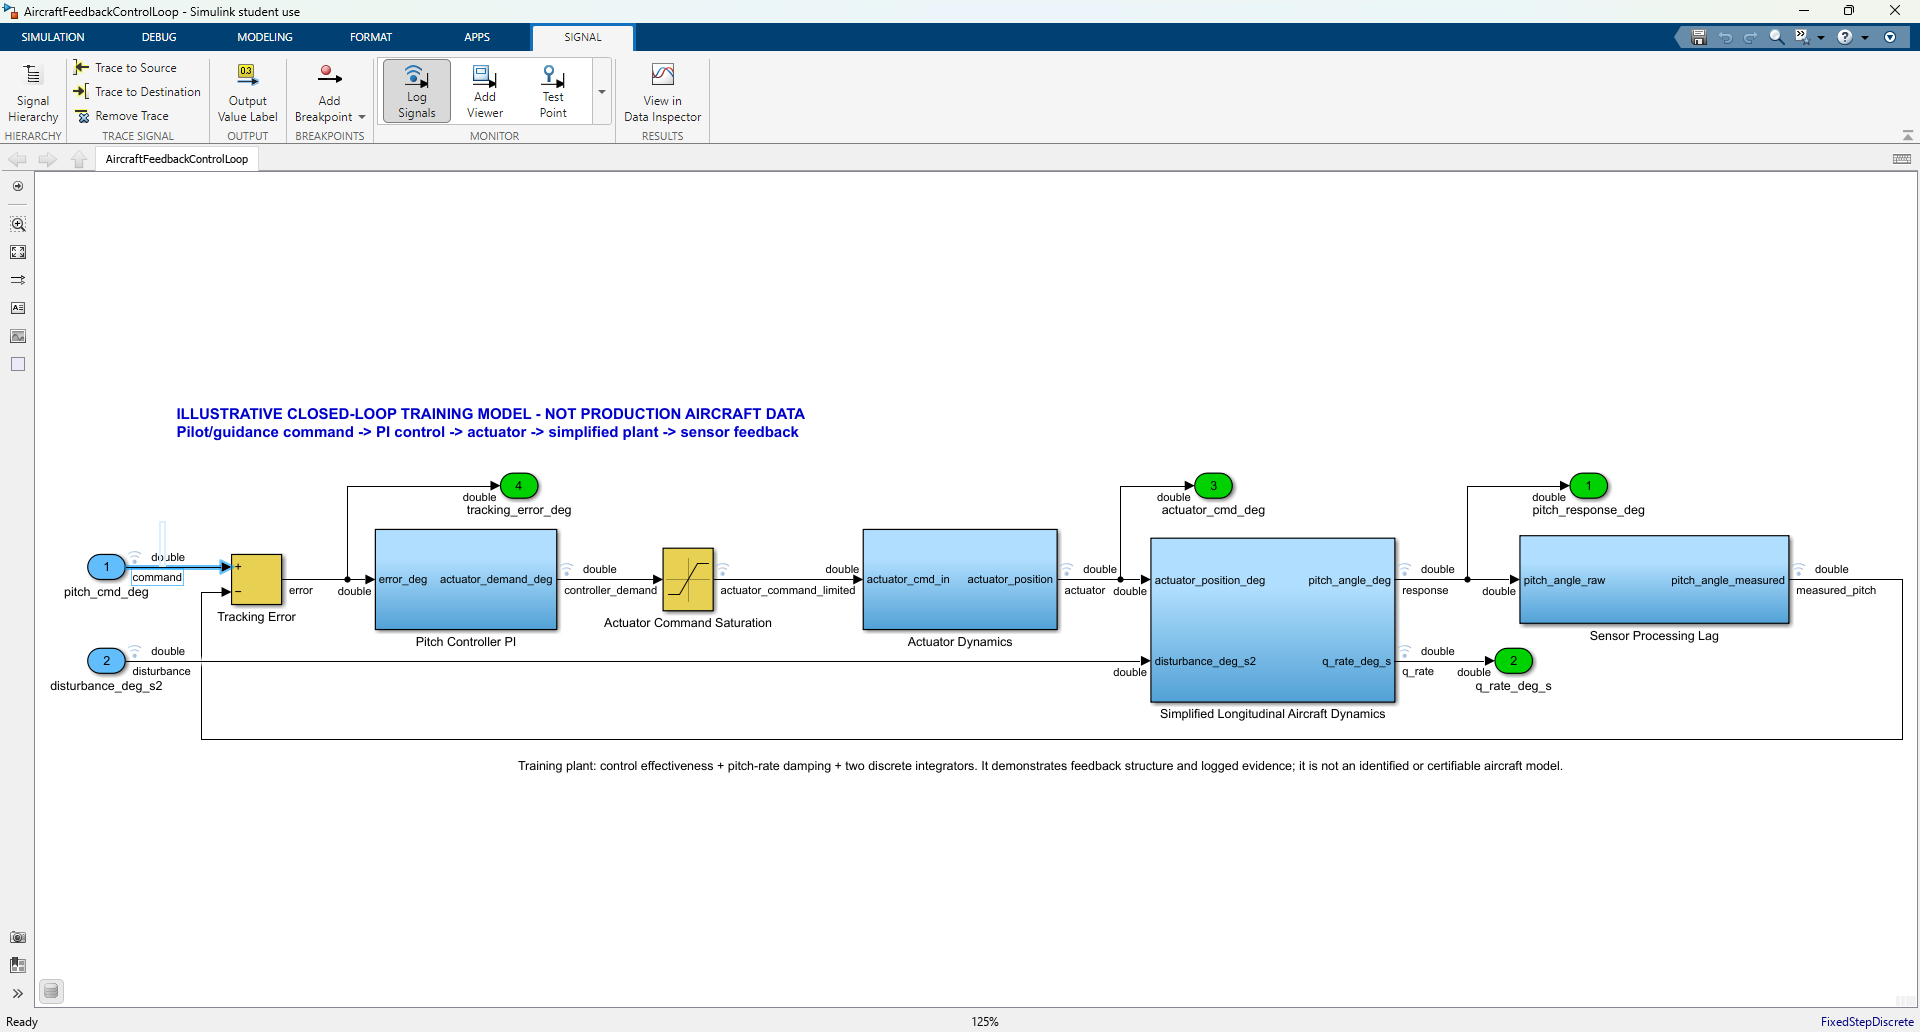 AircraftFeedbackControlLoop - Simulink student use
SIMULATION DEBUG MODELING FORMAT APPS SIGNAL
Signal Hierarchy
Trace to Source
Trace to Destination
Remove Trace
0.3
Output Value Label
Add Breakpoint
Log Signals
Add Viewer
Test Point
View in Data Inspector
HIERARCHY TRACE SIGNAL OUTPUT BREAKPOINTS MONITOR RESULTS
AircraftFeedbackControlLoop
ILLUSTRATIVE CLOSED-LOOP TRAINING MODEL - NOT PRODUCTION AIRCRAFT DATA
Pilot/guidance command -> PI control -> actuator -> simplified plant -> sensor feedback
4
double
tracking_error_deg
3
double
actuator_cmd_deg
1
double
pitch_response_deg
1
double
command
pitch_cmd_deg
+
−
Tracking Error
error
double
error_deg actuator_demand_deg
Pitch Controller PI
double
controller_demand
Actuator Command Saturation
double
actuator_command_limited
actuator_cmd_in actuator_position
Actuator Dynamics
double
actuator
double
actuator_position_deg pitch_angle_deg
disturbance_deg_s2 q_rate_deg_s
Simplified Longitudinal Aircraft Dynamics
double
response
double
pitch_angle_raw pitch_angle_measured
Sensor Processing Lag
double
measured_pitch
2
double
disturbance
disturbance_deg_s2
double
double
q_rate
double
2
q_rate_deg_s
Training plant: control effectiveness + pitch-rate damping + two discrete integrators. It demonstrates feedback structure and logged evidence; it is not an identified or certifiable aircraft model.
Ready 125% FixedStepDiscrete